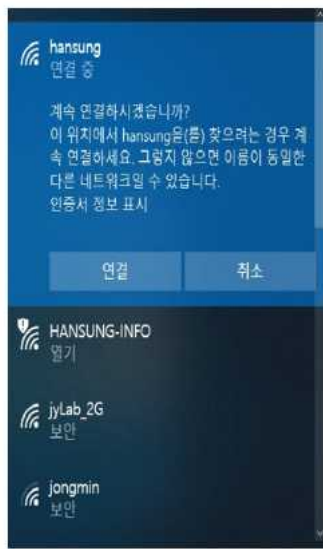 hansung
연결 중
계속 연결하시겠습니까?
이 위치에서 hansung을(를) 찾으려는 경우 계
속 연결하세요. 그렇지 않으면 이름이 동일한
다른 네트워크일 수 있습니다.
인증서 정보 표시
연결 취소
HANSUNG-INFO
열기
jyLab_2G
보안
jongmin
보안